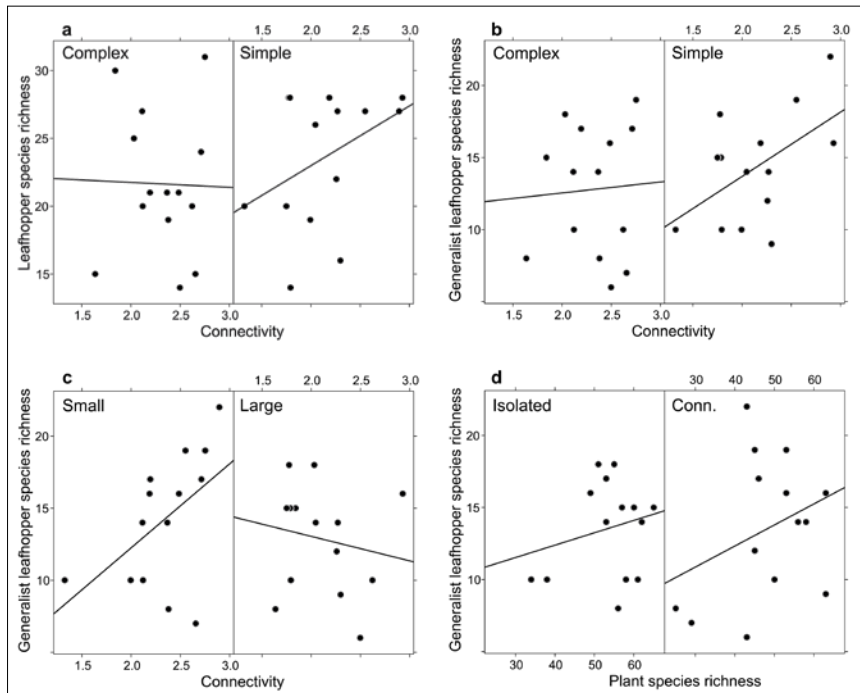 a
2.0 2.5 3.0
Complex
Simple
Leafhopper species richness
30
25
20
15
1.5 2.0 2.5 3.0
Connectivity
b
2.0 2.5 3.0
Complex
Simple
Generalist leafhopper species richness
20
15
10
1.5 2.0 2.5 3.0
Connectivity
c
1.5 2.0 2.5 3.0
Small
Large
Generalist leafhopper species richness
20
15
10
1.5 2.0 2.5 3.0
Connectivity
d
30 40 50 60
Isolated
Conn.
Generalist leafhopper species richness
20
15
10
30 40 50 60
Plant species richness